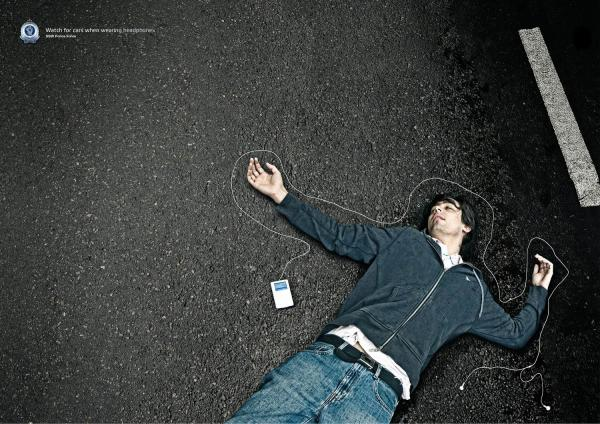 Watch for cars when wearing headphones
NSW Police Force